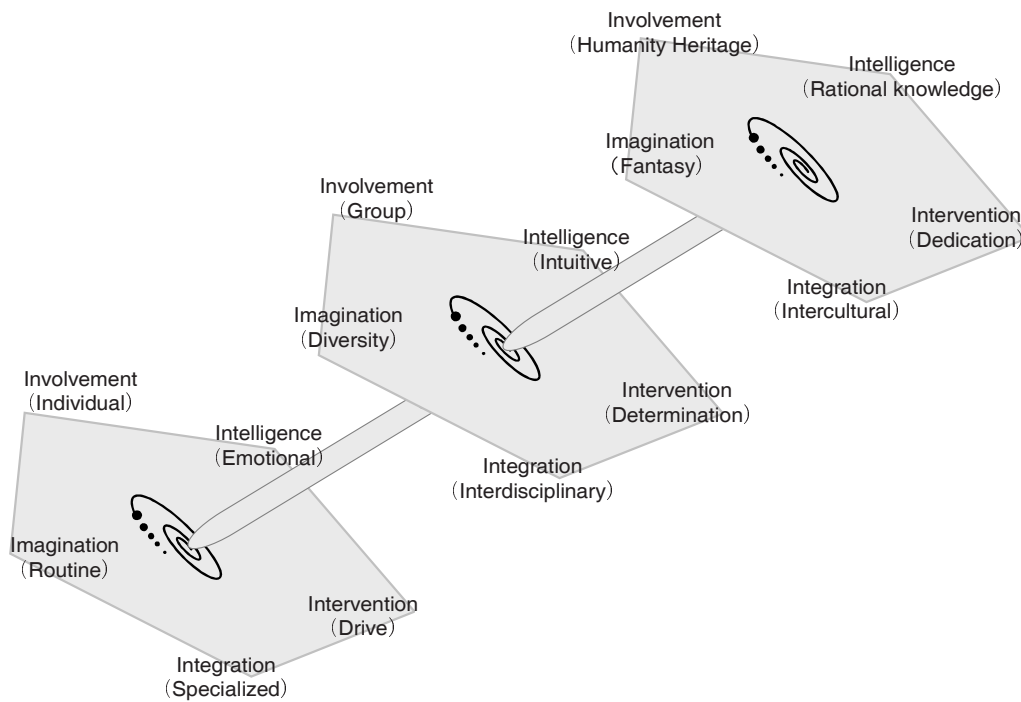 Involvement
(Humanity Heritage)
Intelligence
(Rational knowledge)
Imagination
(Fantasy)
Intervention
(Dedication)
Integration
(Intercultural)
Involvement
(Group)
Intelligence
(Intuitive)
Imagination
(Diversity)
Intervention
(Determination)
Integration
(Interdisciplinary)
Involvement
(Individual)
Intelligence
(Emotional)
Imagination
(Routine)
Intervention
(Drive)
Integration
(Specialized)